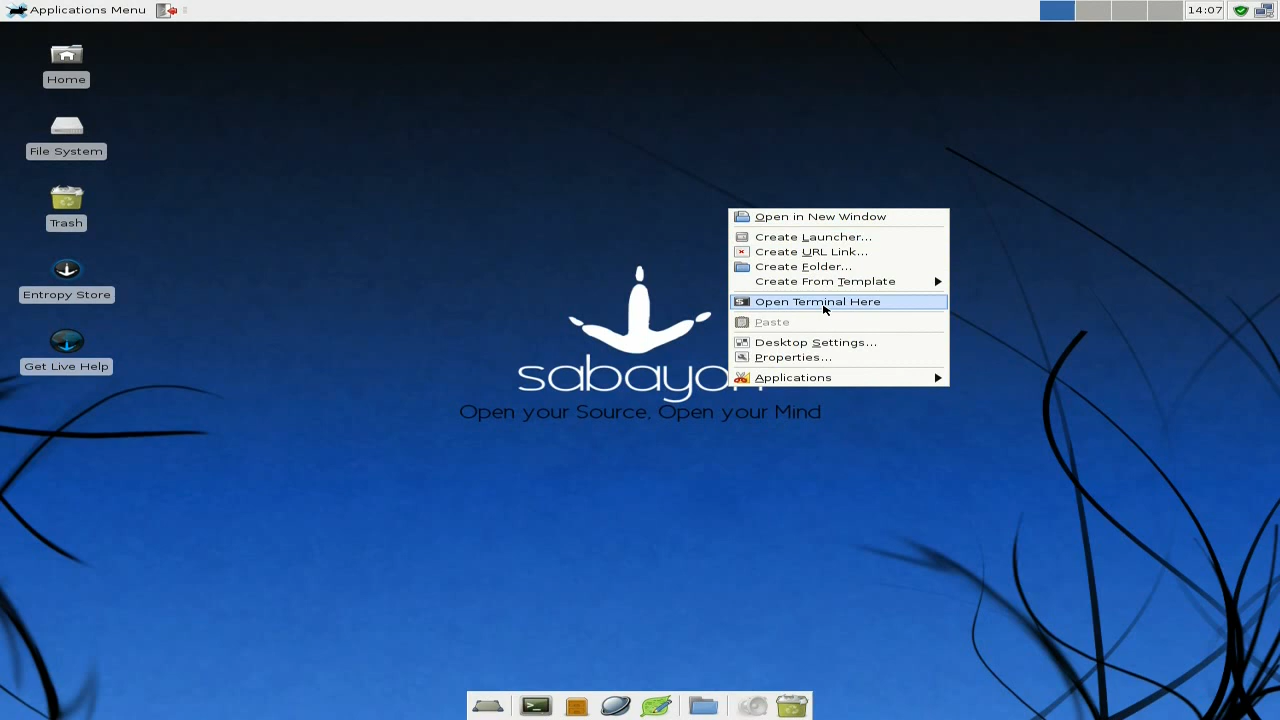 Applications Menu
14:07
Home
File System
Trash
Entropy Store
Get Live Help
Open in New Window
Create Launcher...
Create URL Link...
Create Folder...
Create From Template
Open Terminal Here
Paste
Desktop Settings...
Properties...
Applications
sabayon
Open your Source, Open your Mind